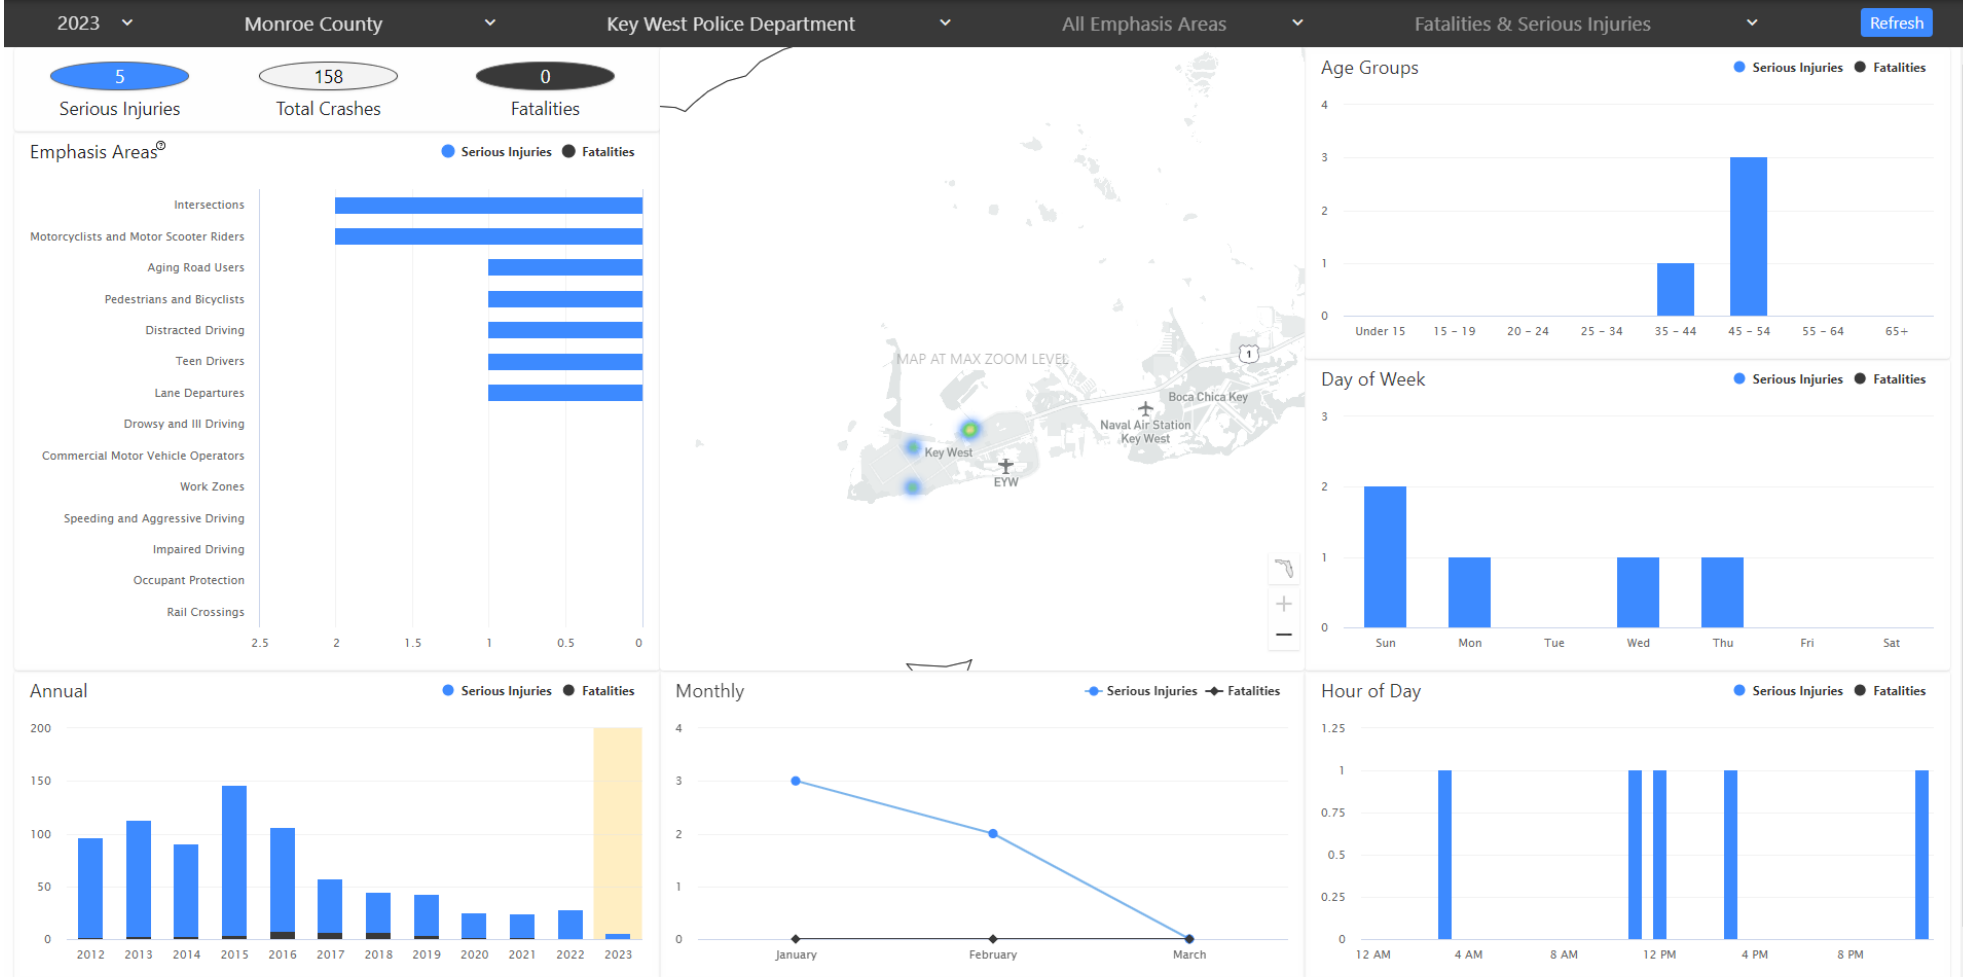 2023 Monroe County Key West Police Department All Emphasis Areas Fatalities & Serious Injuries Refresh
5 158 0
Serious Injuries Total Crashes Fatalities
Emphasis Areas? Serious Injuries Fatalities
Intersections
Motorcyclists and Motor Scooter Riders
Aging Road Users
Pedestrians and Bicyclists
Distracted Driving
Teen Drivers
Lane Departures
Drowsy and Ill Driving
Commercial Motor Vehicle Operators
Work Zones
Speeding and Aggressive Driving
Impaired Driving
Occupant Protection
Rail Crossings
2.5 2 1.5 1 0.5 0
MAP AT MAX ZOOM LEVEL
1
Boca Chica Key
Naval Air Station
Key West
Key West
EYW
Age Groups Serious Injuries Fatalities
4
3
2
1
0
Under 15 15 - 19 20 - 24 25 - 34 35 - 44 45 - 54 55 - 64 65+
Day of Week Serious Injuries Fatalities
3
2
1
0
Sun Mon Tue Wed Thu Fri Sat
Annual Serious Injuries Fatalities
200
150
100
50
0
2012 2013 2014 2015 2016 2017 2018 2019 2020 2021 2022 2023
Monthly Serious Injuries Fatalities
4
3
2
1
0
January February March
Hour of Day Serious Injuries Fatalities
1.25
1
0.75
0.5
0.25
0
12 AM 4 AM 8 AM 12 PM 4 PM 8 PM